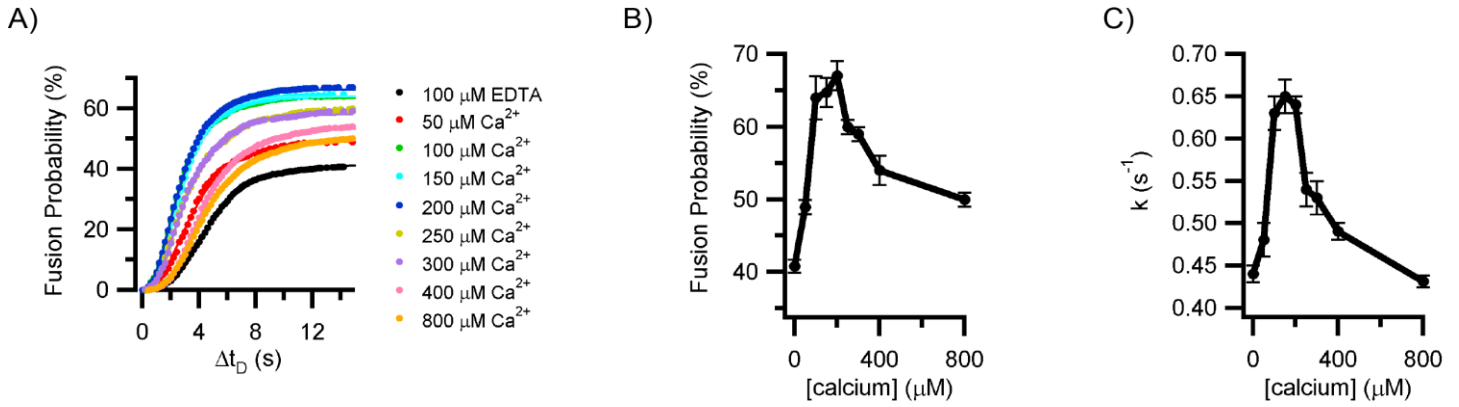 A)
Fusion Probability (%)
60
40
20
0
0 4 8 12
Δt_D (s)
100 μM EDTA
50 μM Ca²⁺
100 μM Ca²⁺
150 μM Ca²⁺
200 μM Ca²⁺
250 μM Ca²⁺
300 μM Ca²⁺
400 μM Ca²⁺
800 μM Ca²⁺
B)
Fusion Probability (%)
70
60
50
40
0 400 800
[calcium] (μM)
C)
k (s⁻¹)
0.70
0.65
0.60
0.55
0.50
0.45
0.40
0 400 800
[calcium] (μM)